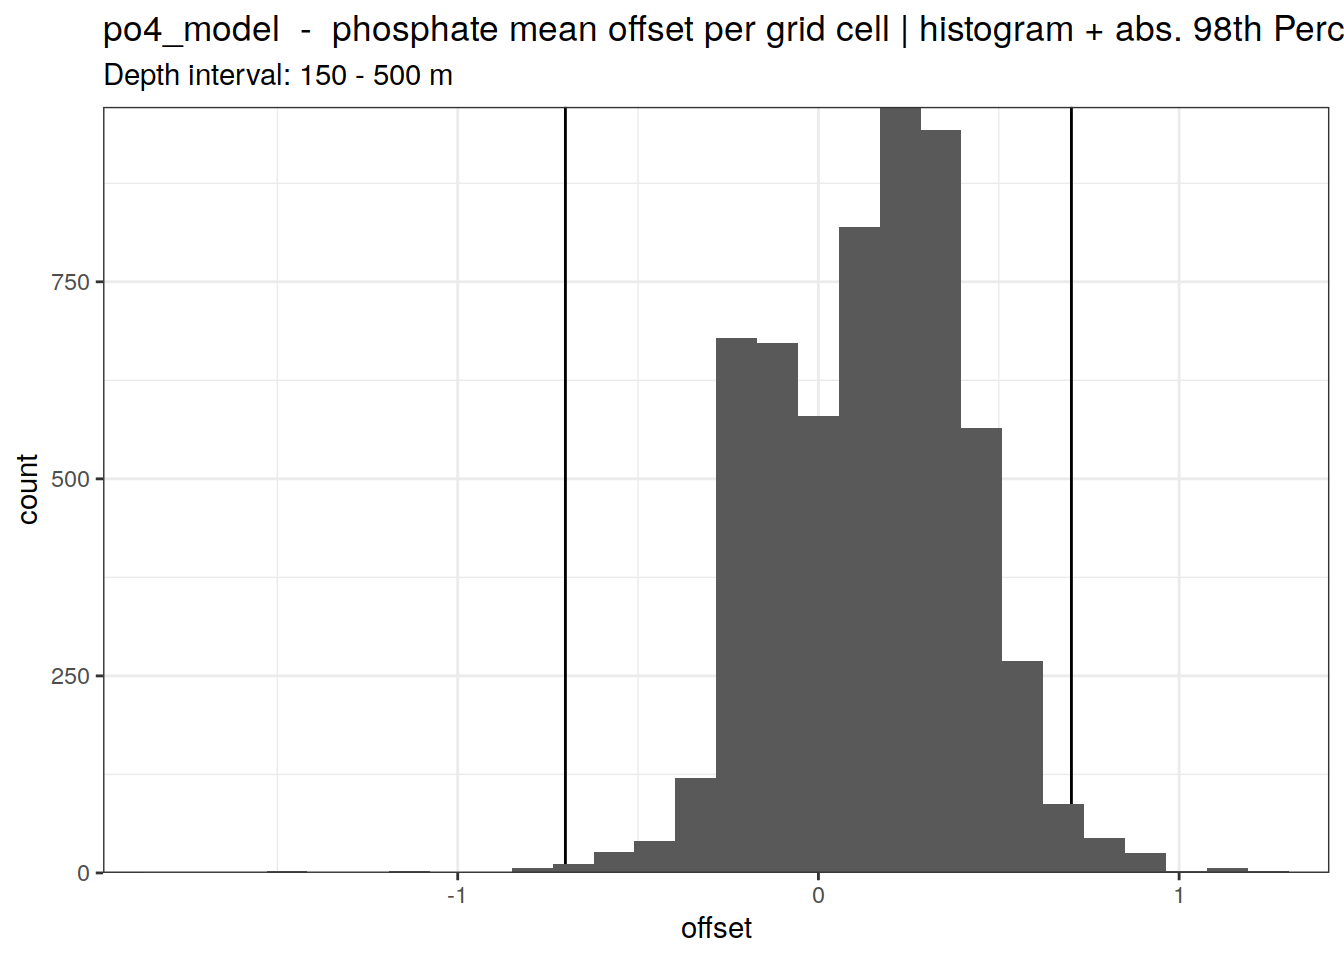 po4_model  -  phosphate mean offset per grid cell | histogram + abs. 98th Perc
Depth interval: 150 - 500 m
750
500
250
0
count
-1
0
1
offset